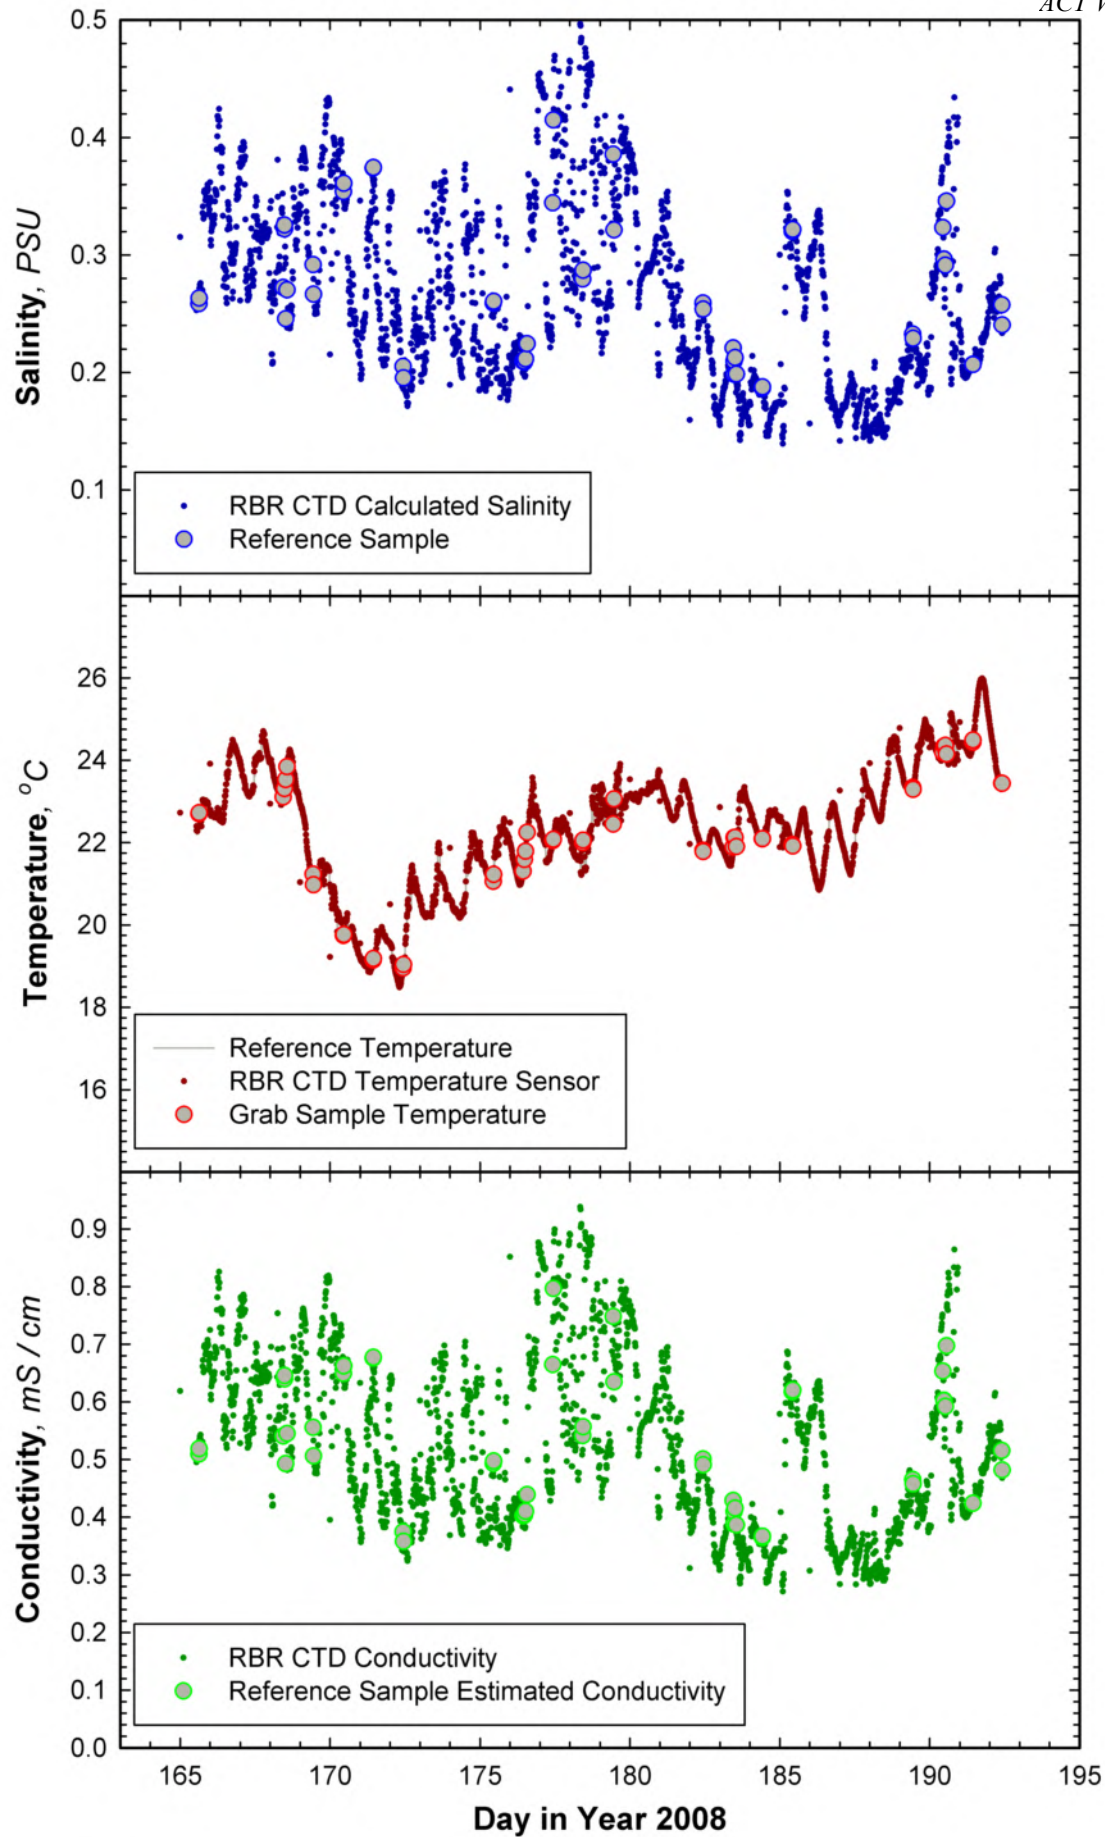 ACT V
0.5
0.4
0.3
0.2
0.1
Salinity, PSU
RBR CTD Calculated Salinity
Reference Sample
26
24
22
20
18
16
Temperature, °C
Reference Temperature
RBR CTD Temperature Sensor
Grab Sample Temperature
0.9
0.8
0.7
0.6
0.5
0.4
0.3
0.2
0.1
0.0
Conductivity, mS / cm
RBR CTD Conductivity
Reference Sample Estimated Conductivity
165 170 175 180 185 190 195
Day in Year 2008